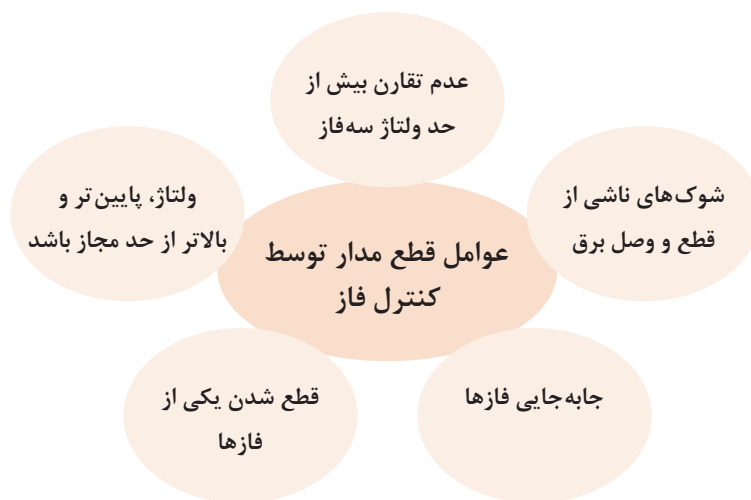 عدم تقارن بیش از
حد ولتاژ سه‌فاز
شوک‌های ناشی از
قطع و وصل برق
ولتاژ، پایین‌تر و
بالاتر از حد مجاز باشد
عوامل قطع مدار توسط
کنترل فاز
جابه‌جایی فازها
قطع شدن یکی از
فازها